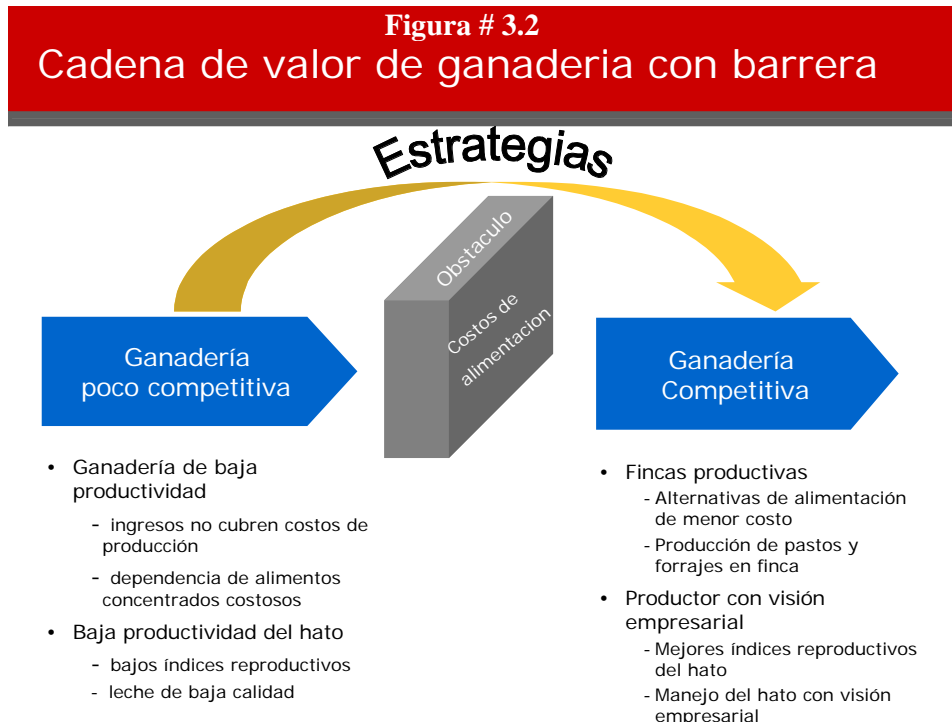 Figura # 3.2
Cadena de valor de ganaderia con barrera
Estrategias
Obstaculo
Costos de
alimentacion
Ganadería
poco competitiva
Ganadería
Competitiva
• Ganadería de baja
productividad
- ingresos no cubren costos de
producción
- dependencia de alimentos
concentrados costosos
• Baja productividad del hato
- bajos índices reproductivos
- leche de baja calidad
• Fincas productivas
- Alternativas de alimentación
de menor costo
- Producción de pastos y
forrajes en finca
• Productor con visión
empresarial
- Mejores índices reproductivos
del hato
- Manejo del hato con visión
empresarial